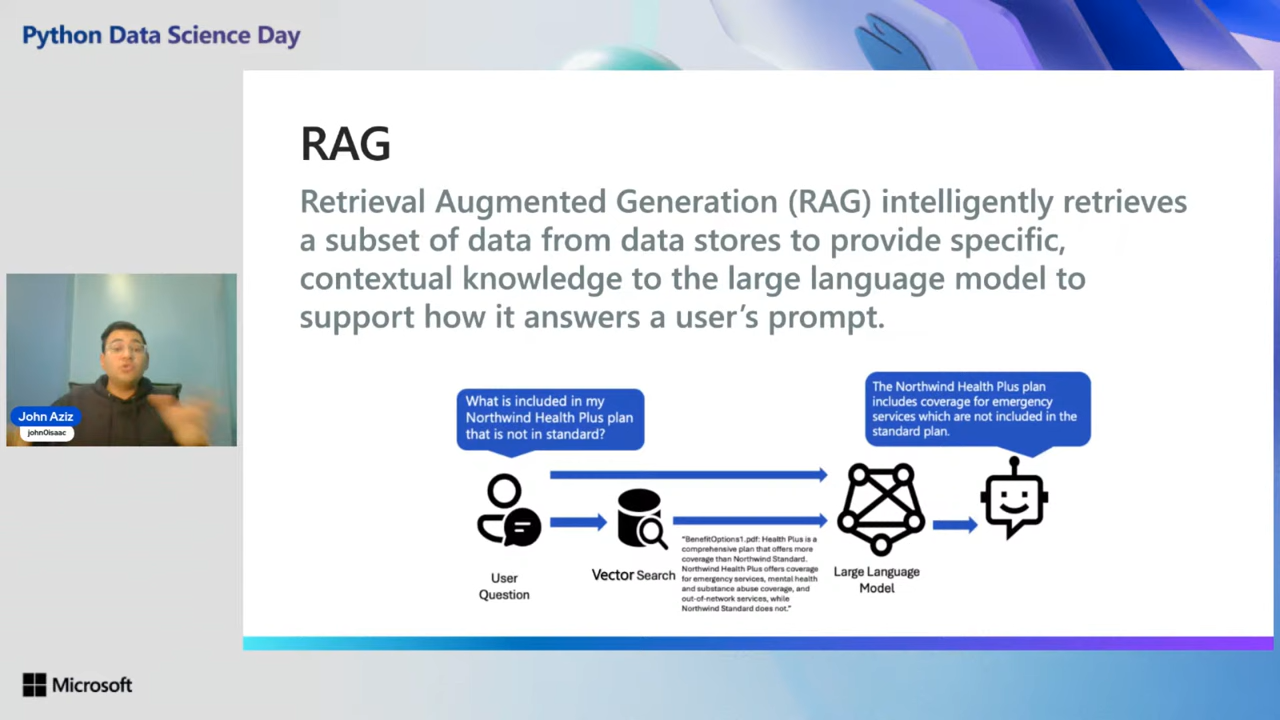 Python Data Science Day
RAG
Retrieval Augmented Generation (RAG) intelligently retrieves
a subset of data from data stores to provide specific,
contextual knowledge to the large language model to
support how it answers a user’s prompt.
What is included in my
Northwind Health Plus plan
that is not in standard?
The Northwind Health Plus plan
includes coverage for emergency
services which are not included in the
standard plan.
User
Question
Vector Search
"BenefitOptions1.pdf: Health Plus is a
comprehensive plan that offers more
coverage than Northwind Standard.
Northwind Health Plus offers coverage
for emergency services, mental health
and substance abuse coverage, and
out-of-network services, while
Northwind Standard does not."
Large Language
Model
John Aziz
john0isaac
Microsoft